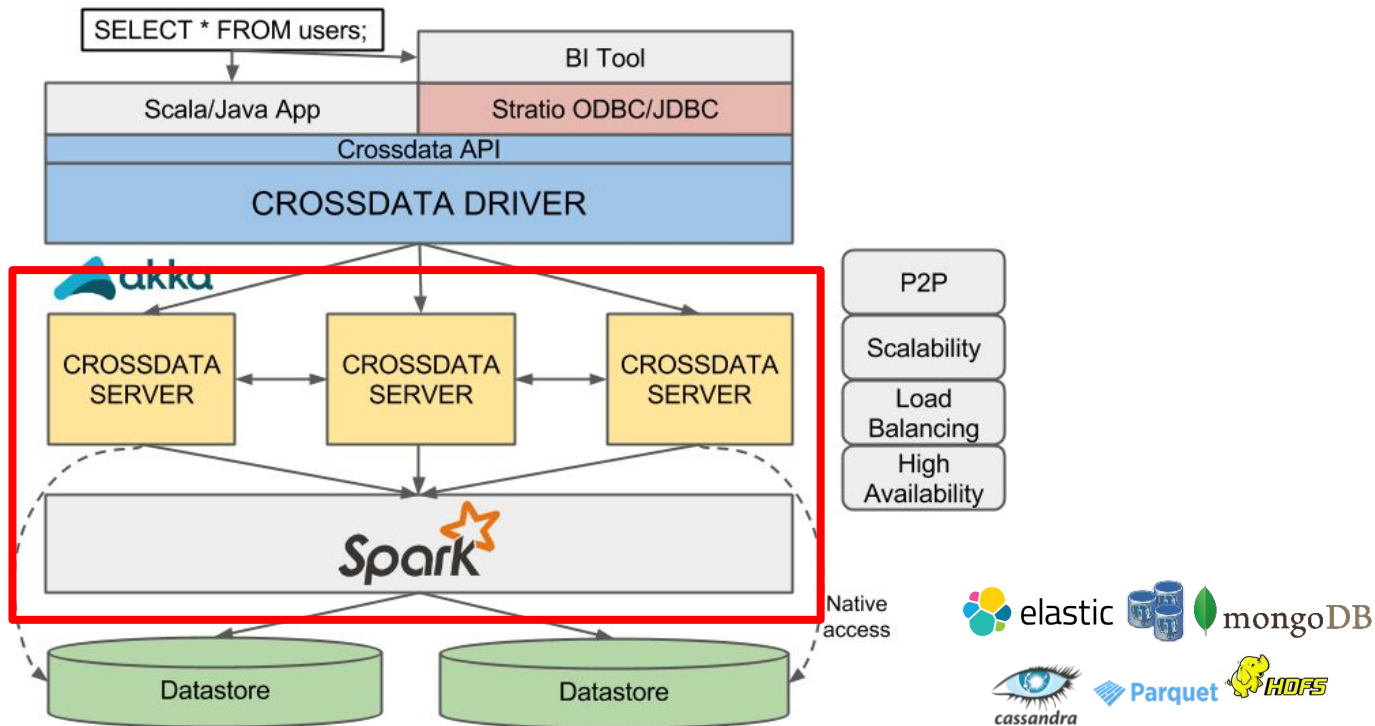 SELECT * FROM users;
BI Tool
Scala/Java App
Stratio ODBC/JDBC
Crossdata API
CROSSDATA DRIVER
akka
P2P
CROSSDATA
SERVER
CROSSDATA
SERVER
CROSSDATA
SERVER
Scalability
Load
Balancing
High
Availability
Spark
Native
access
elastic
mongoDB
Datastore
Datastore
cassandra
Parquet
HDFS